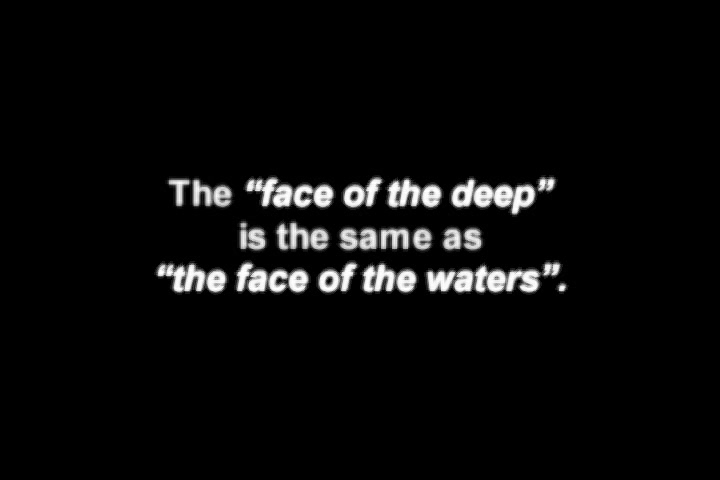 The “face of the deep”
is the same as
“the face of the waters”.